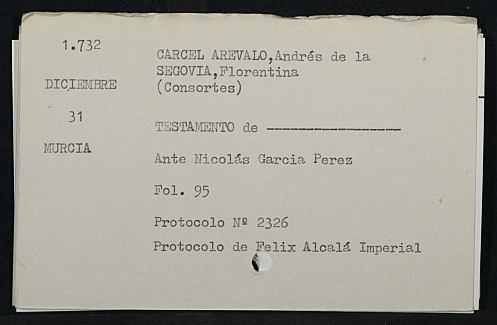 1.732
DICIEMBRE
31
MURCIA
CARCEL AREVALO,Andrés de la
SEGOVIA,Florentina
(Consortes)
TESTAMENTO de -------------------
Ante Nicolás Garcia Perez
Fol. 95
Protocolo Nº 2326
Protocolo de Felix Alcalá Imperial